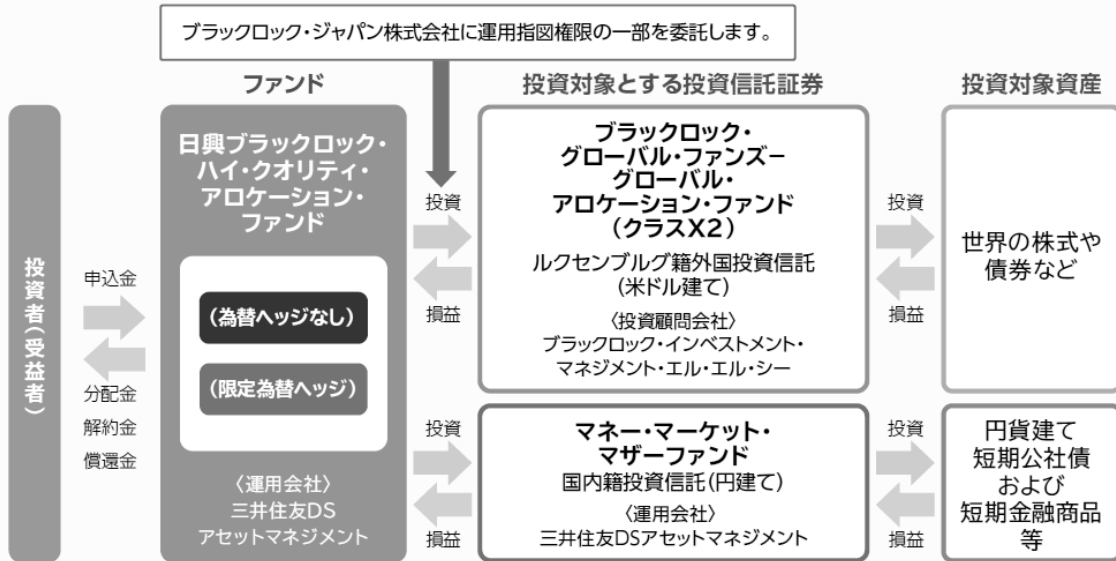 ブラックロック・ジャパン株式会社に運用指図権限の一部を委託します。
ファンド
投資対象とする投資信託証券
投資対象資産
投資者(受益者)
申込金
分配金
解約金
償還金
日興ブラックロック・
ハイ・クオリティ・
アロケーション・
ファンド
(為替ヘッジなし)
(限定為替ヘッジ)
〈運用会社〉
三井住友DS
アセットマネジメント
投資
損益
ブラックロック・
グローバル・ファンズー
グローバル・
アロケーション・ファンド
(クラスX2)
ルクセンブルグ籍外国投資信託
(米ドル建て)
〈投資顧問会社〉
ブラックロック・インベストメント・
マネジメント・エル・エル・シー
投資
損益
世界の株式や
債券など
投資
損益
マネー・マーケット・
マザーファンド
国内籍投資信託(円建て)
〈運用会社〉
三井住友DSアセットマネジメント
投資
損益
円貨建て
短期公社債
および
短期金融商品
等